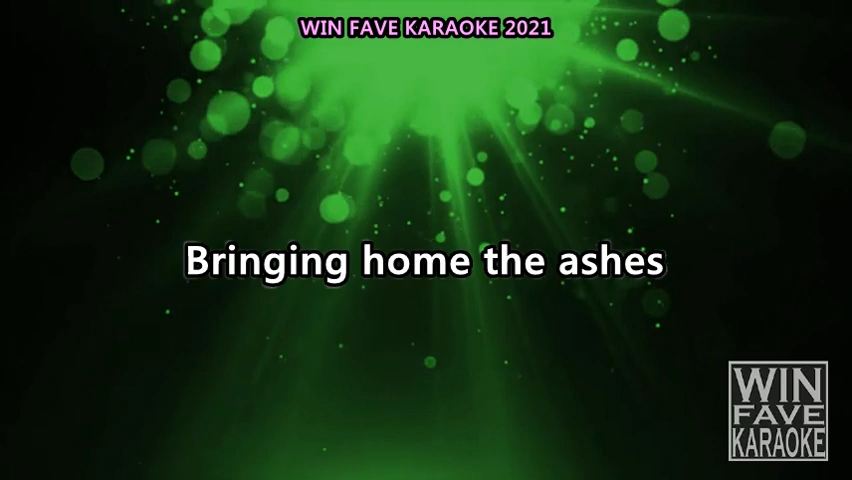 WIN FAVE KARAOKE 2021
Bringing home the ashes
WIN
FAVE
KARAOKE